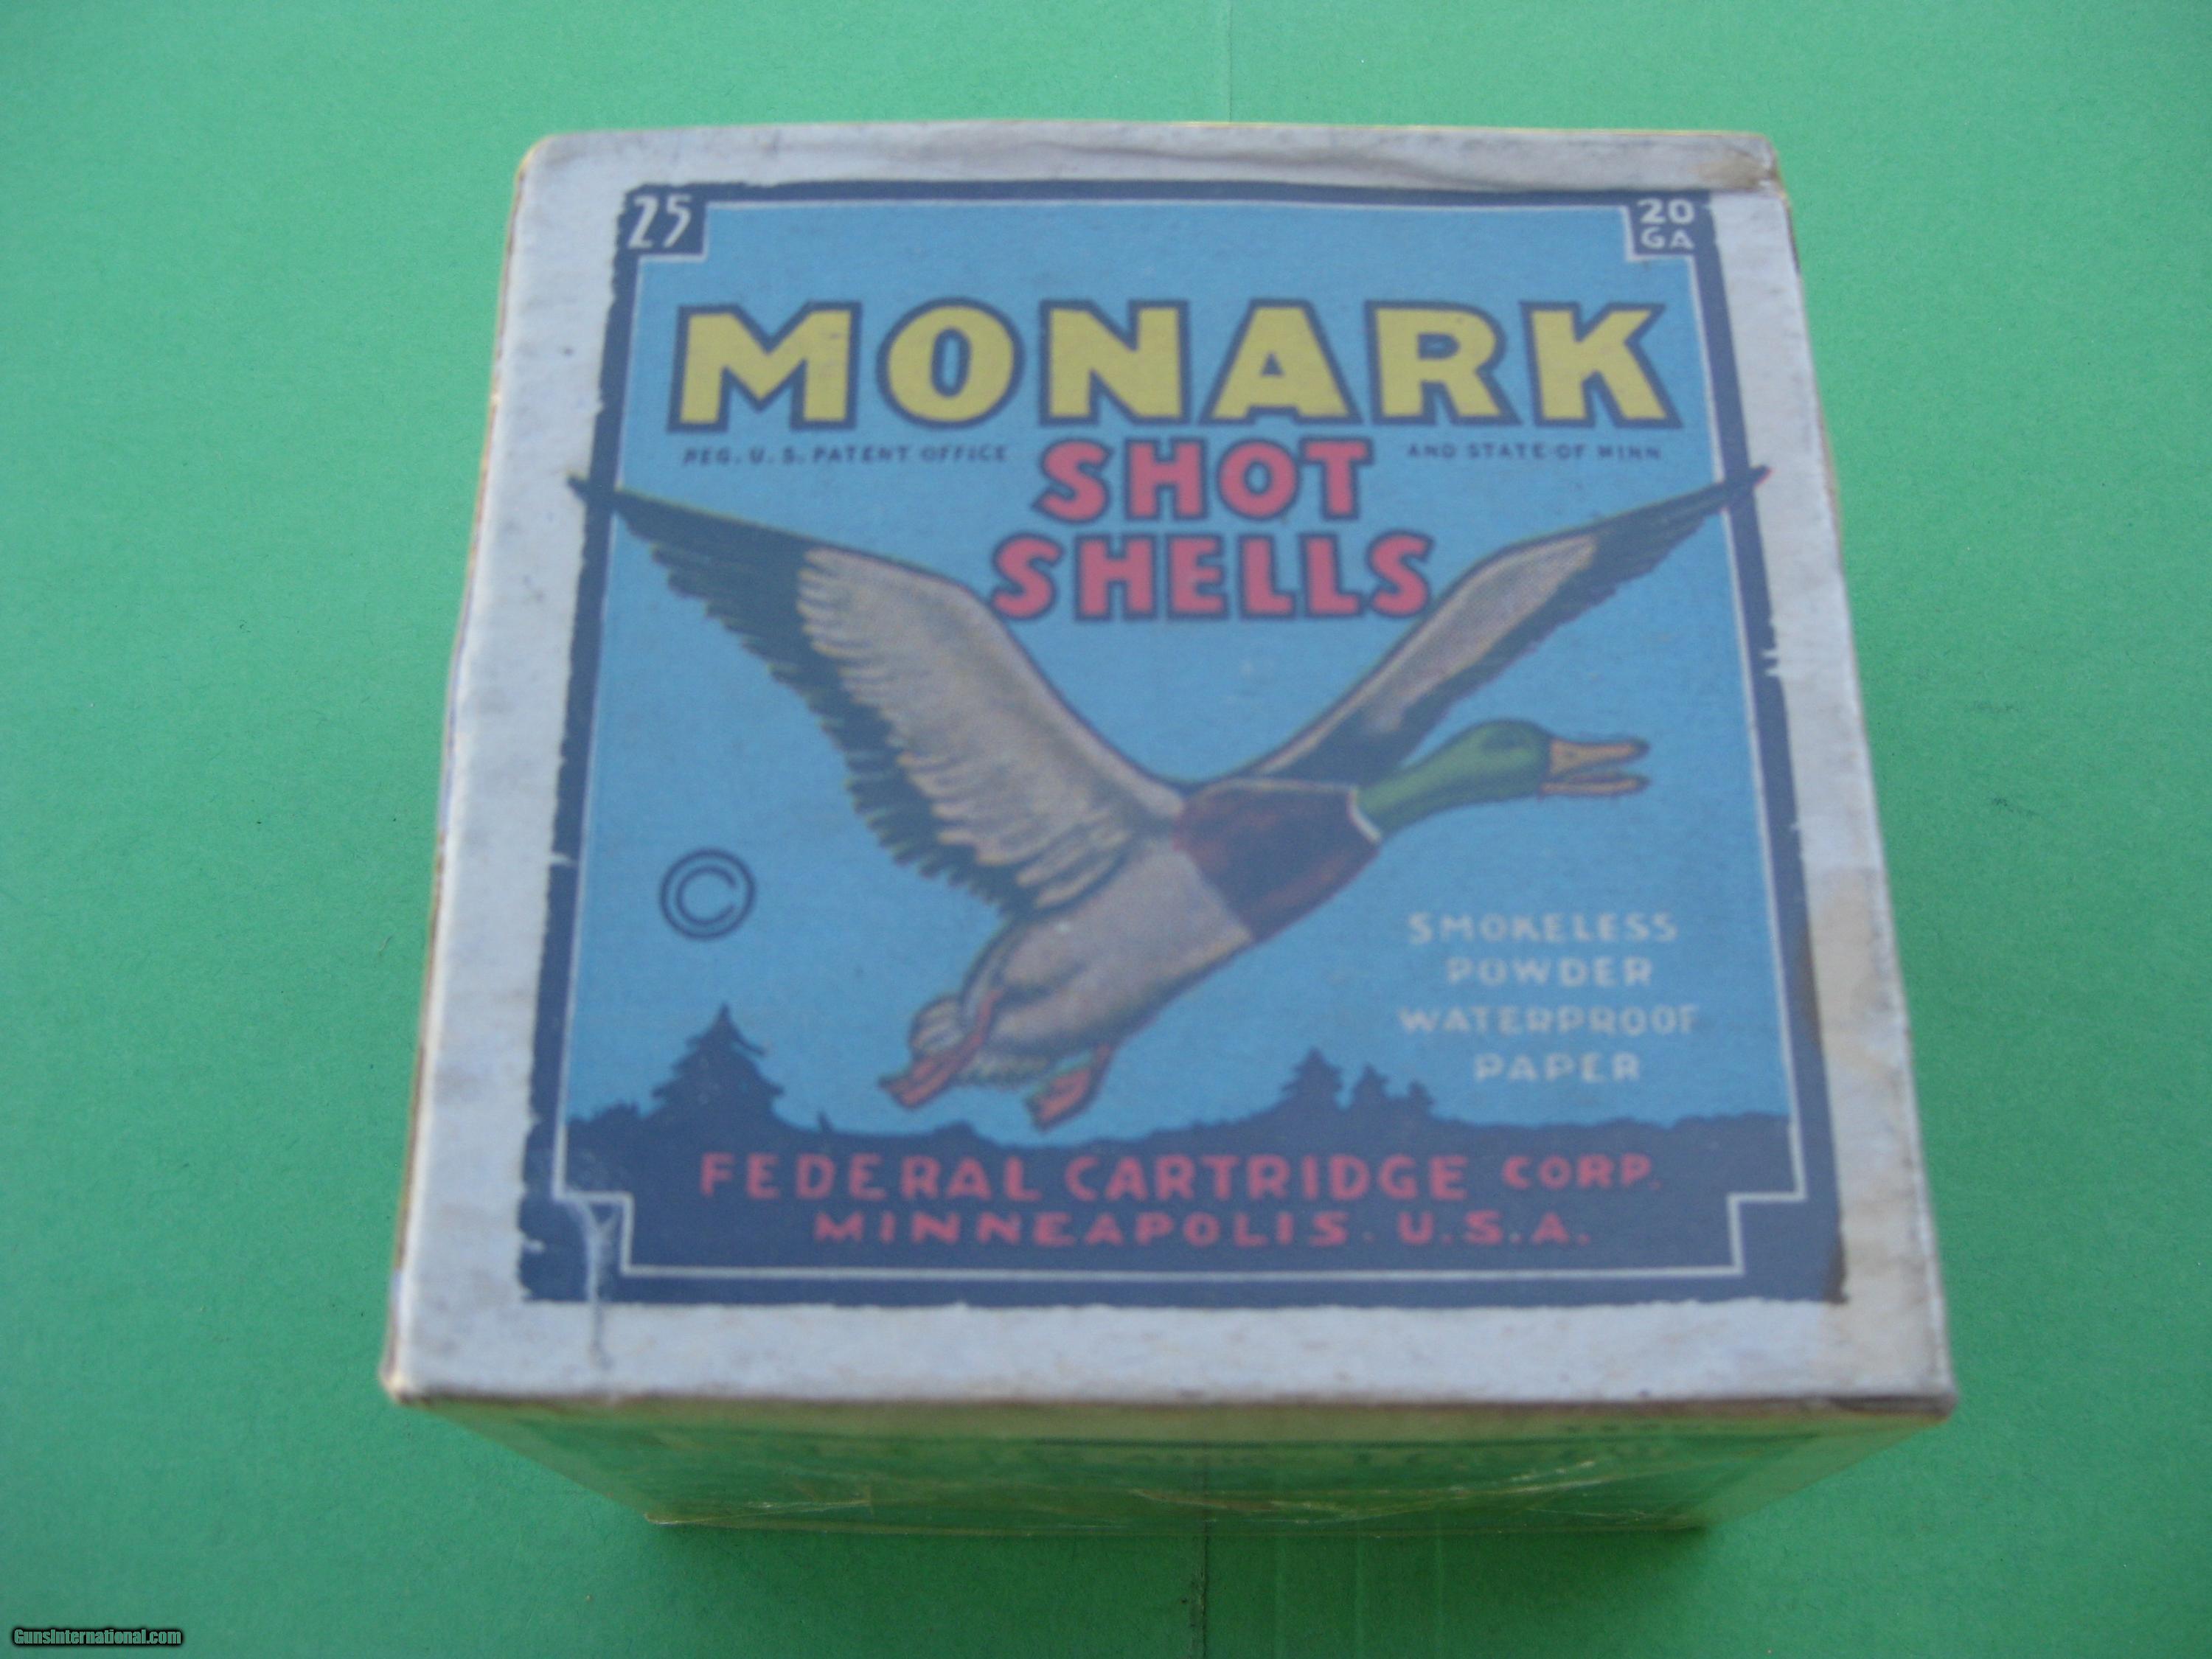 25
20
GA
MONARK
REG. U. S. PATENT OFFICE
AND STATE OF MINN.
SHOT
SHELLS
©
SMOKELESS
POWDER
WATERPROOF
PAPER
FEDERAL CARTRIDGE CORP.
MINNEAPOLIS. U.S.A.
GunsInternational.com